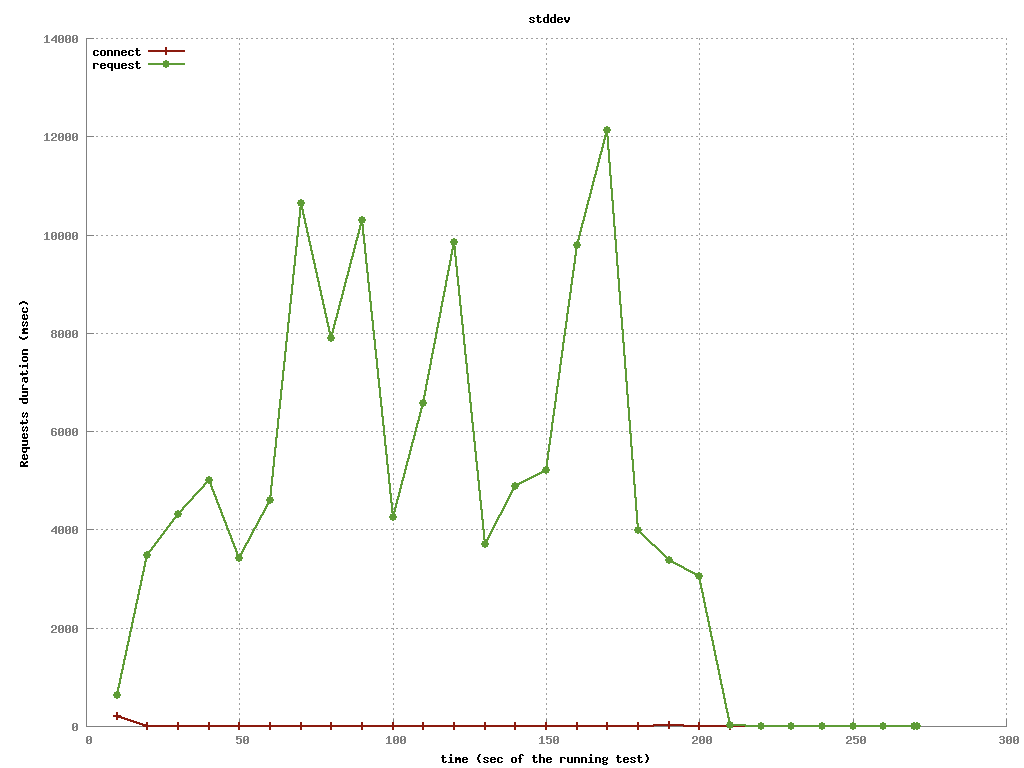 stddev
14000
connect
request
12000
10000
8000
Requests duration (msec)
6000
4000
2000
0
0 50 100 150 200 250 300
time (sec of the running test)